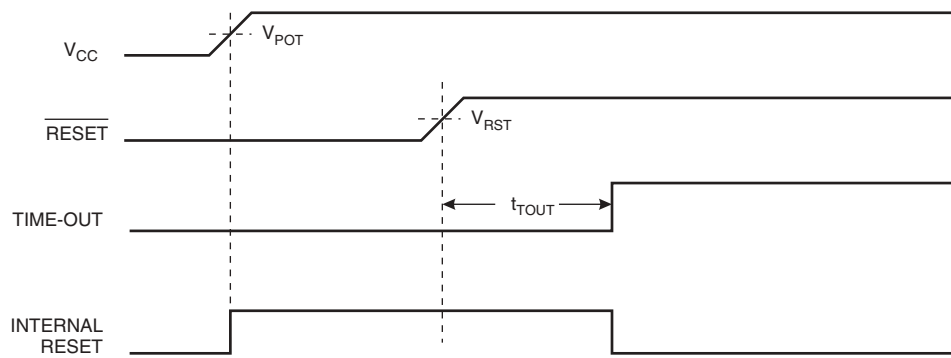 VCC
VPOT
RESET
VRST
TIME-OUT
tTOUT
INTERNAL
RESET